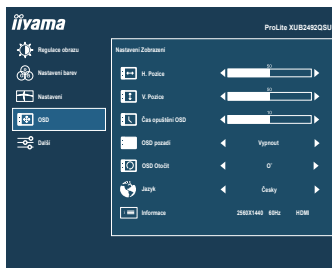 iiyama
ProLite XUB2492QSU
Regulace obrazu
Nastavení barev
Nastavení
OSD
Další
Nastavení Zobrazení
H. Pozice
50
V. Pozice
50
Čas opuštění OSD
10
OSD pozadí
Vypnout
OSD Otočit
0°
Jazyk
Česky
Informace
2560X1440 60Hz HDMI